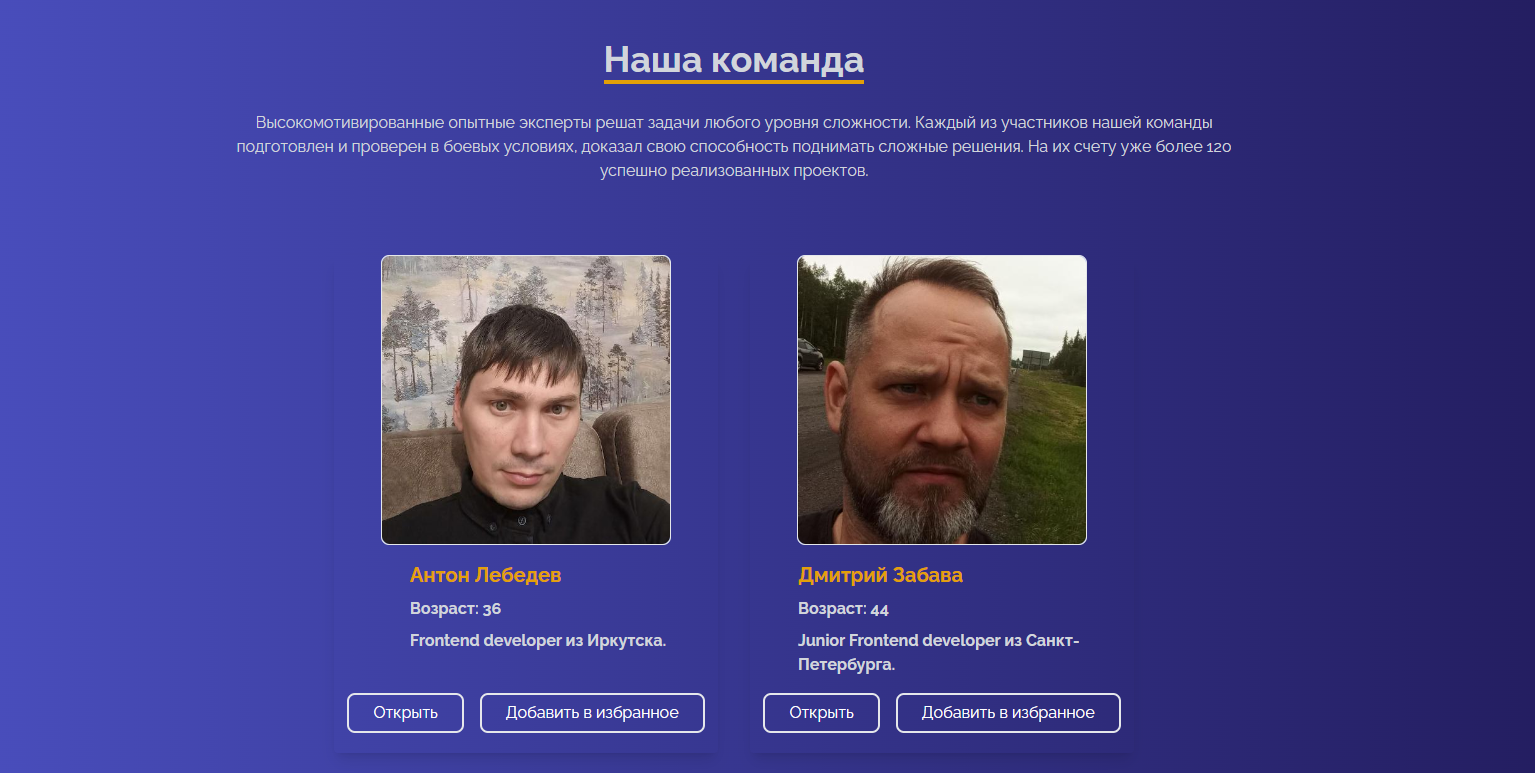 Наша команда
Высокомотивированные опытные эксперты решат задачи любого уровня сложности. Каждый из участников нашей команды
подготовлен и проверен в боевых условиях, доказал свою способность поднимать сложные решения. На их счету уже более 120
успешно реализованных проектов.
Антон Лебедев
Возраст: 36
Frontend developer из Иркутска.
Открыть
Добавить в избранное
Дмитрий Забава
Возраст: 44
Junior Frontend developer из Санкт-
Петербурга.
Открыть
Добавить в избранное